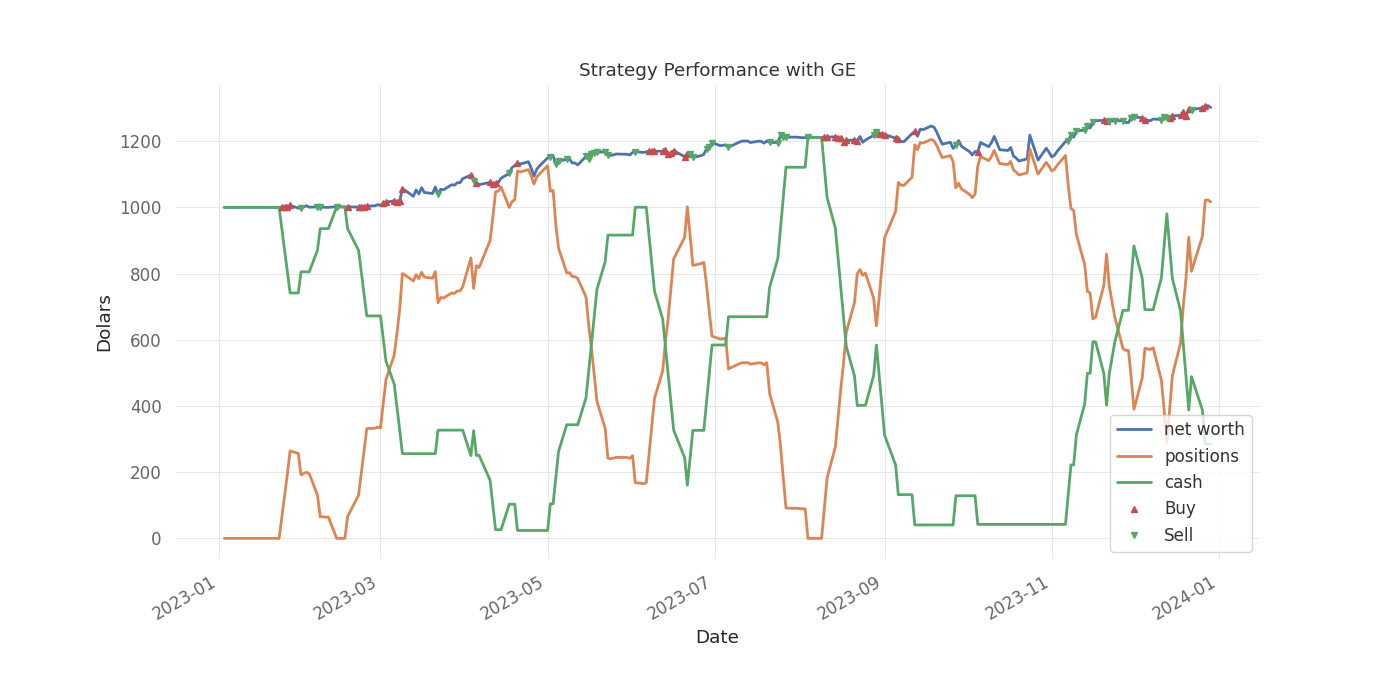 Strategy Performance with GE
1200
1000
800
600
400
200
0
Dolars
2023-01
2023-03
2023-05
2023-07
2023-09
2023-11
2024-01
Date
net worth
positions
cash
Buy
Sell